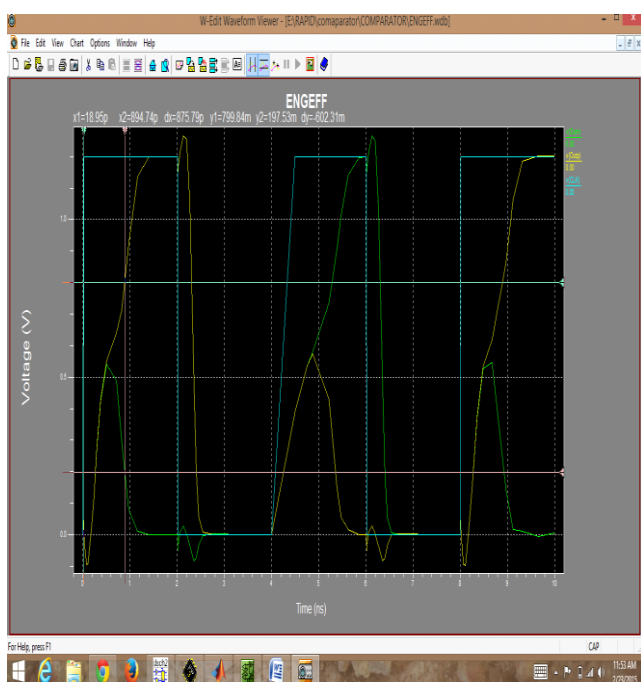 W-Edit Waveform Viewer - [E:\RAPID\comaparator\COMPARATOR\ENGEFF.wdb]
File Edit View Chart Options Window Help
ENGEFF
x1=18.95p x2=894.74p dx=875.79p y1=799.84m y2=197.53m dy=-602.31m
1.0
0.5
0.0
Voltage (V)
0 1 2 3 4 5 6 7 8 9 10
Time (ns)
For Help, press F1
CAP
11:53 AM
2/23/2015